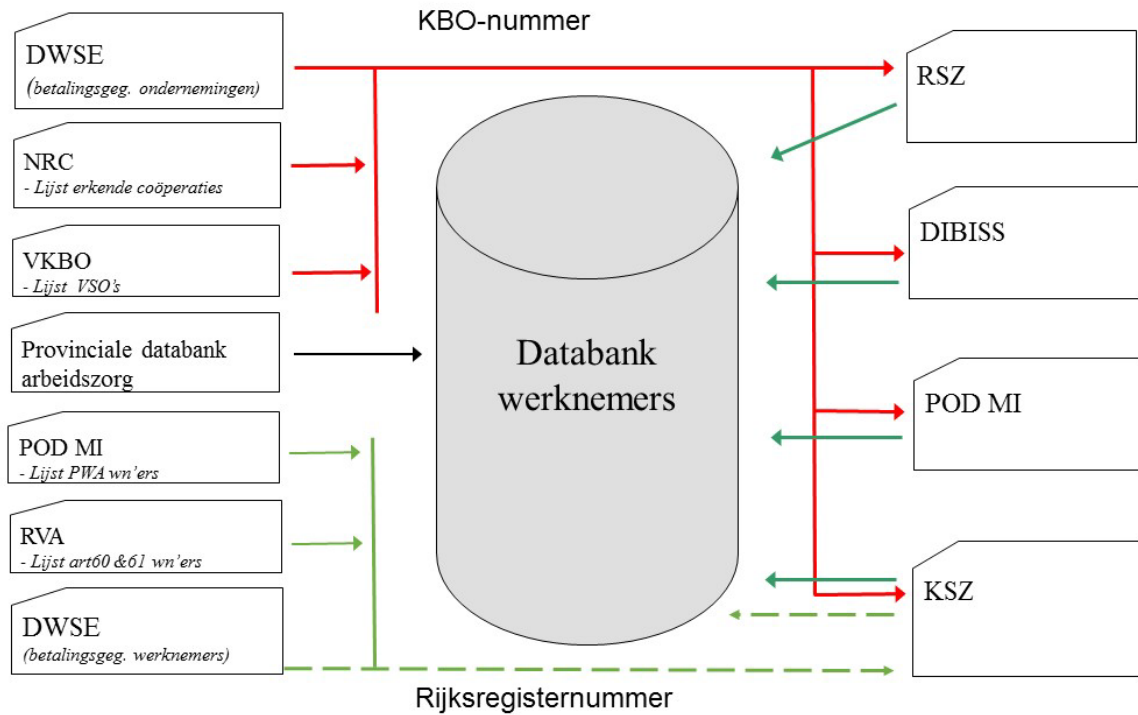 KBO-nummer
DWSE
(betalingsgeg. ondernemingen)
NRC
- Lijst erkende coöperaties
VKBO
- Lijst VSO's
Provinciale databank
arbeidszorg
POD MI
- Lijst PWA wn'ers
RVA
- Lijst art60 &61 wn'ers
DWSE
(betalingsgeg. werknemers)
Databank
werknemers
RSZ
DIBISS
POD MI
KSZ
Rijksregisternummer